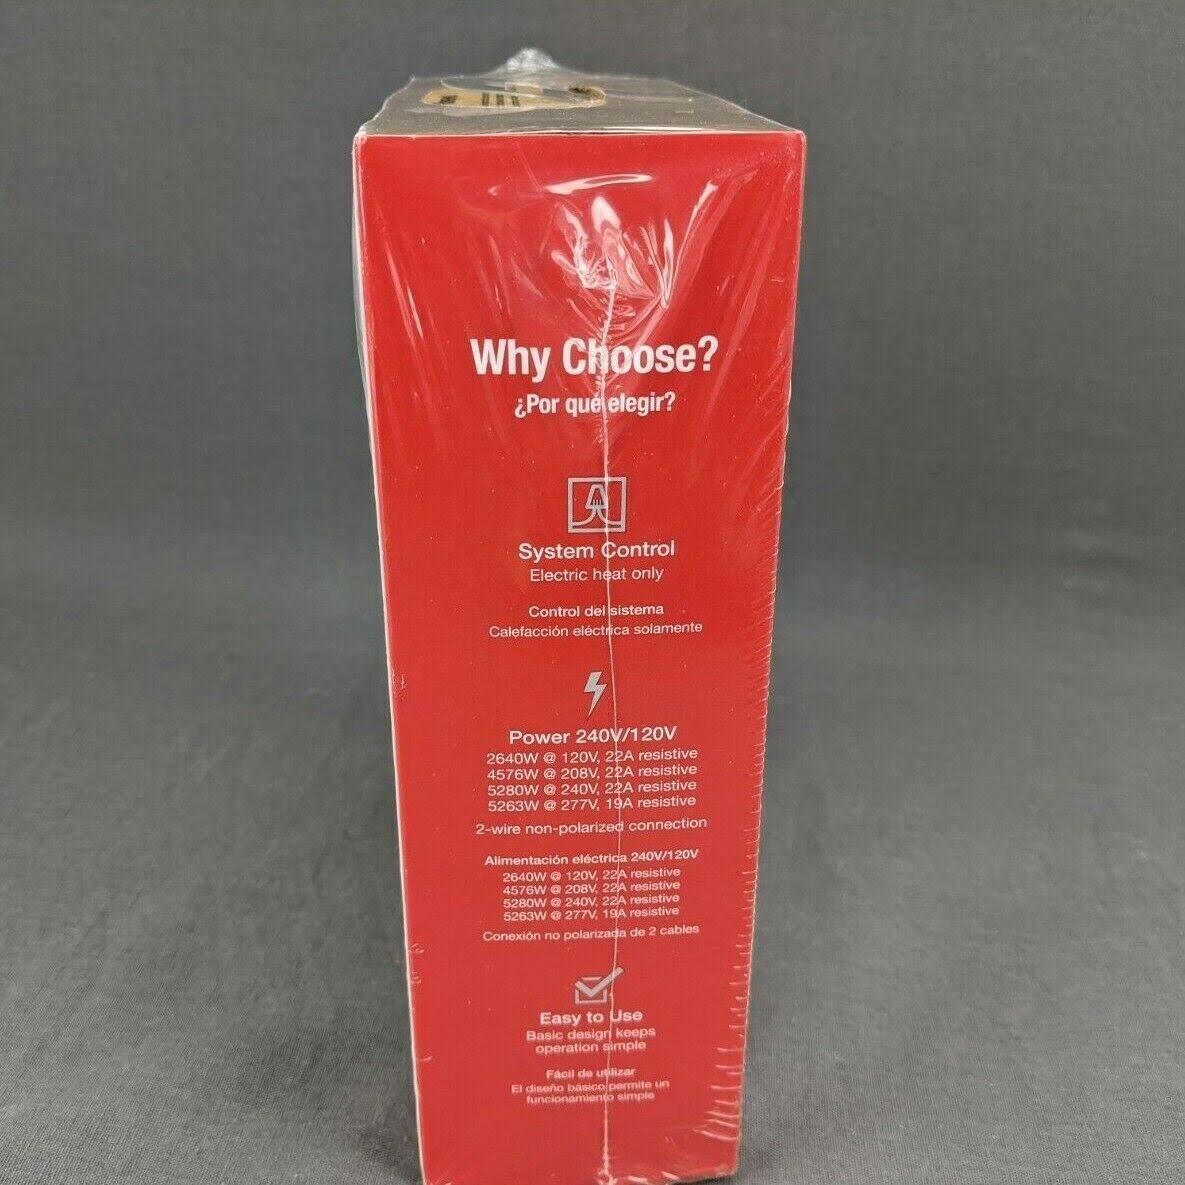 Why Choose?
¿Por qué elegir?
System Control
Electric heat only
Control del sistema
Calefacción eléctrica solamente
Power 240V/120V
2640W @ 120V, 22A resistive
4576W @ 208V, 22A resistive
5280W @ 240V, 22A resistive
5263W @ 277V, 19A resistive
2-wire non-polarized connection
Alimentación eléctrica 240V/120V
2640W @ 120V, 22A resistive
4576W @ 208V, 22A resistive
5280W @ 240V, 22A resistive
5263W @ 277V, 19A resistive
Conexión no polarizada de 2 cables
Easy to Use
Basic design keeps
operation simple
Fácil de utilizar
El diseño básico permite un
funcionamiento simple